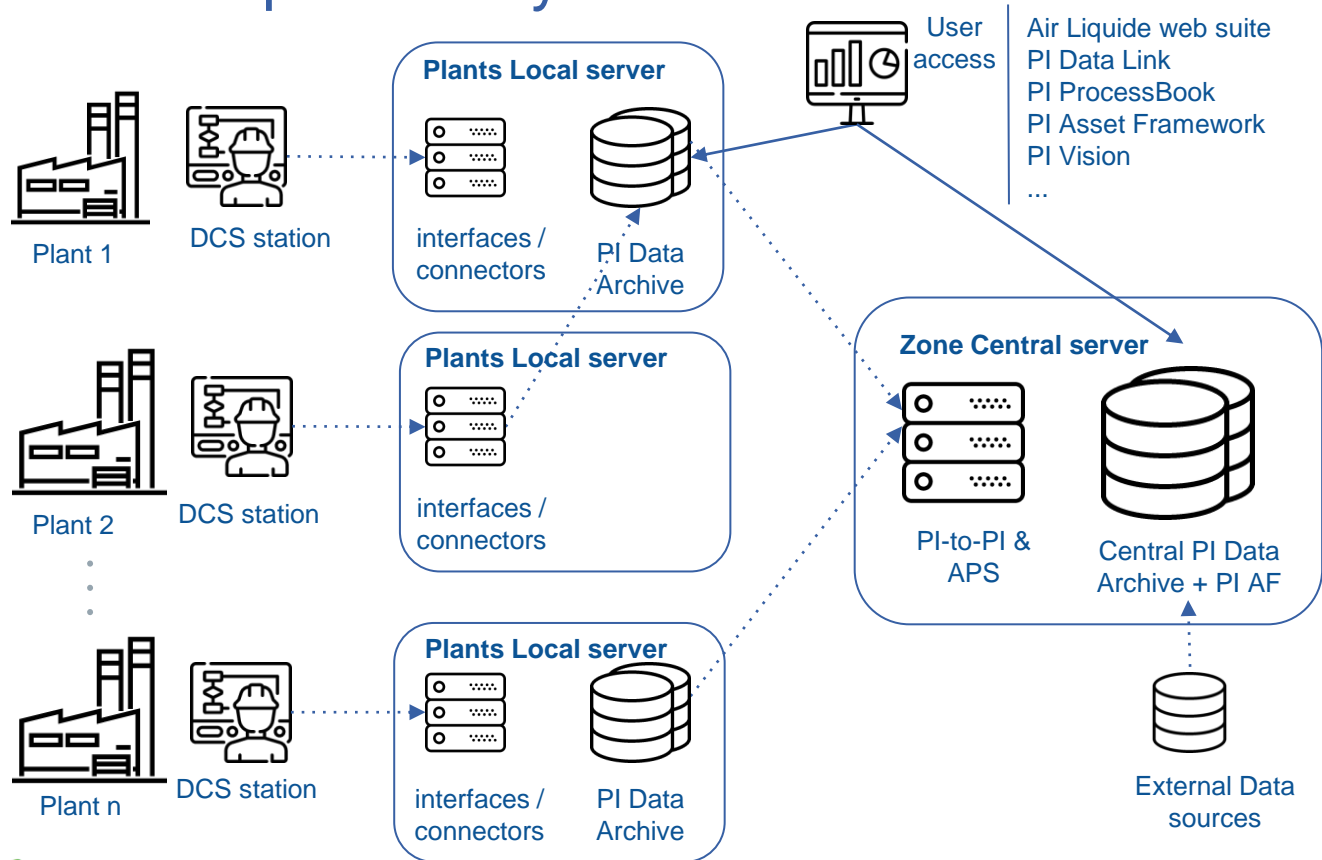 User
access
Air Liquide web suite
PI Data Link
PI ProcessBook
PI Asset Framework
PI Vision
...
Plants Local server
Plant 1
DCS station
interfaces /
connectors
PI Data
Archive
Plants Local server
Plant 2
DCS station
interfaces /
connectors
Zone Central server
PI-to-PI &
APS
Central PI Data
Archive + PI AF
Plants Local server
Plant n
DCS station
interfaces /
connectors
PI Data
Archive
External Data
sources